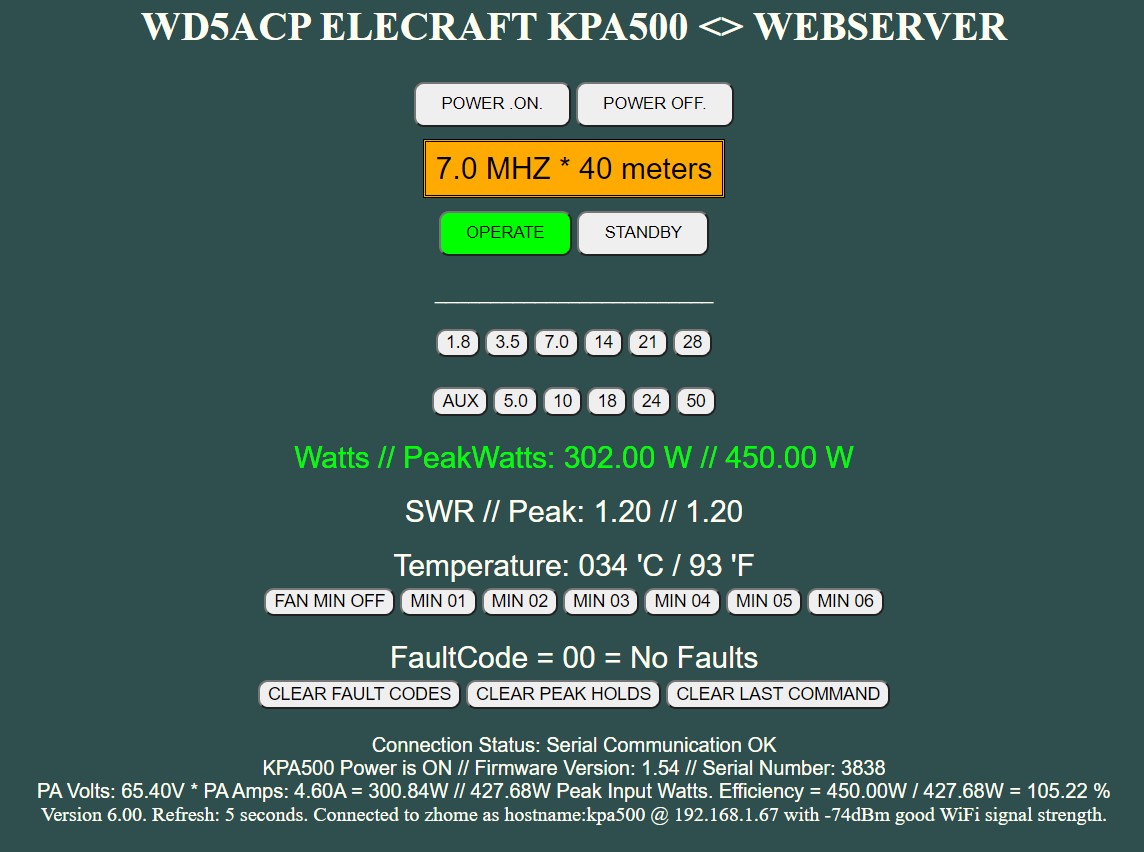 WD5ACP ELECRAFT KPA500 <> WEBSERVER
POWER .ON. POWER OFF.
7.0 MHZ * 40 meters
OPERATE STANDBY
1.8 3.5 7.0 14 21 28
AUX 5.0 10 18 24 50
Watts // PeakWatts: 302.00 W // 450.00 W
SWR // Peak: 1.20 // 1.20
Temperature: 034 'C / 93 'F
FAN MIN OFF MIN 01 MIN 02 MIN 03 MIN 04 MIN 05 MIN 06
FaultCode = 00 = No Faults
CLEAR FAULT CODES CLEAR PEAK HOLDS CLEAR LAST COMMAND
Connection Status: Serial Communication OK
KPA500 Power is ON // Firmware Version: 1.54 // Serial Number: 3838
PA Volts: 65.40V * PA Amps: 4.60A = 300.84W // 427.68W Peak Input Watts. Efficiency = 450.00W / 427.68W = 105.22 %
Version 6.00. Refresh: 5 seconds. Connected to zhome as hostname:kpa500 @ 192.168.1.67 with -74dBm good WiFi signal strength.